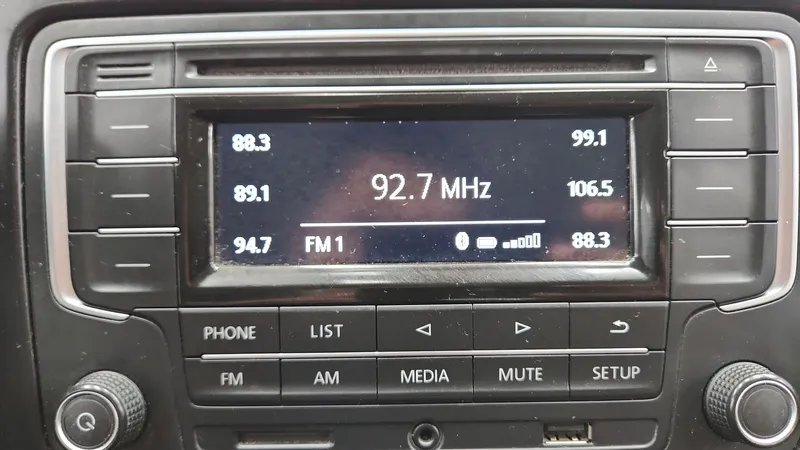 88.3 99.1
92.7 MHz
89.1 106.5
94.7 FM 1 88.3
PHONE LIST
FM AM MEDIA MUTE SETUP